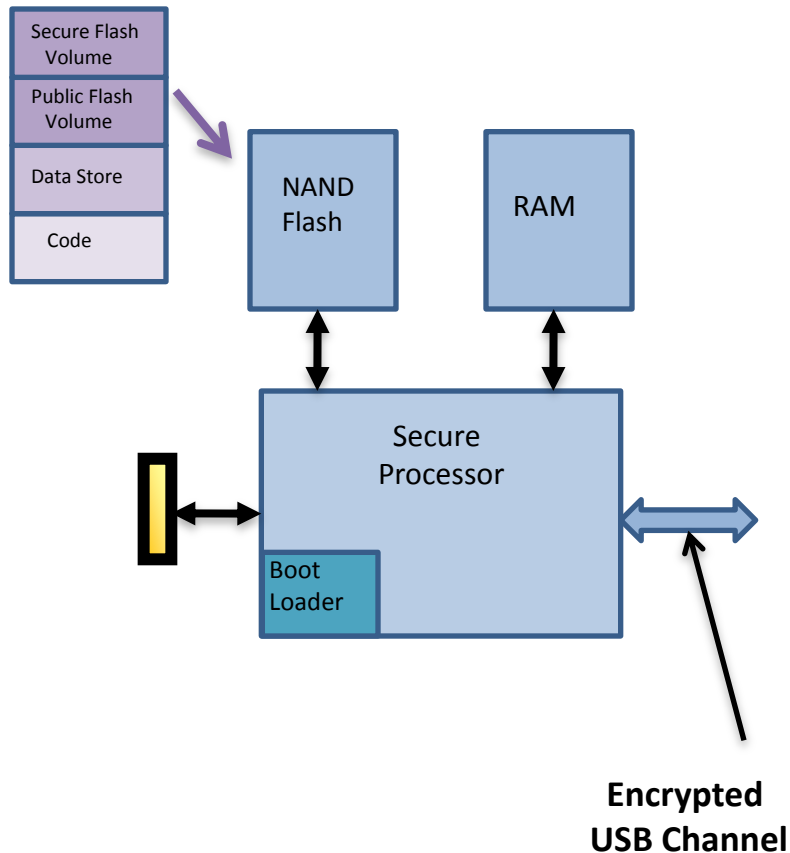 Secure Flash
Volume
Public Flash
Volume
Data Store
Code
NAND
Flash
RAM
Secure
Processor
Boot
Loader
Encrypted
USB Channel